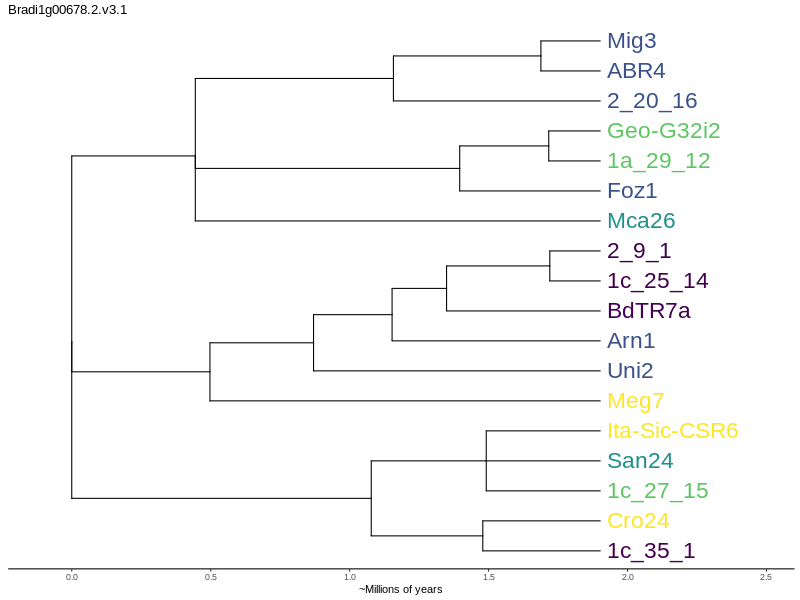 Bradi1g00678.2.v3.1
Mig3
ABR4
2_20_16
Geo-G32i2
1a_29_12
Foz1
Mca26
2_9_1
1c_25_14
BdTR7a
Arn1
Uni2
Meg7
Ita-Sic-CSR6
San24
1c_27_15
Cro24
1c_35_1
0.0 0.5 1.0 1.5 2.0 2.5
~Millions of years